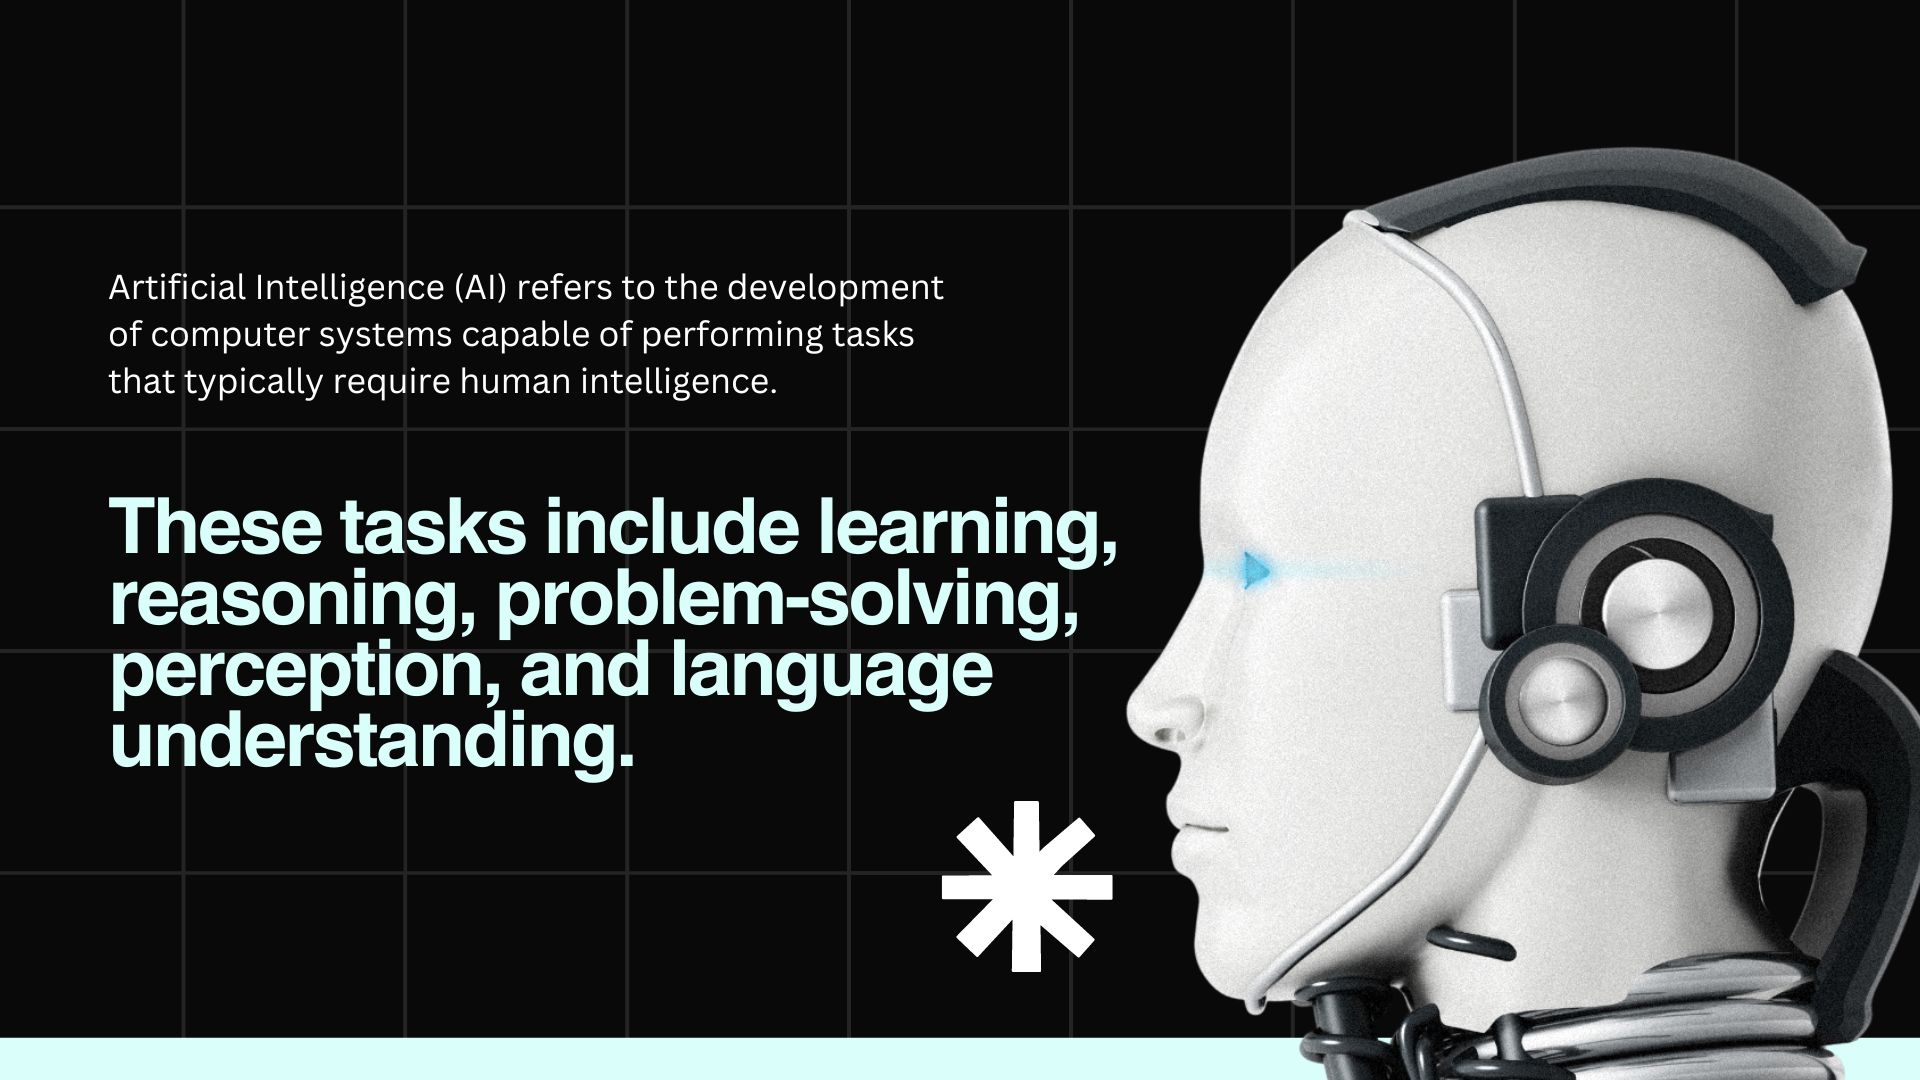 Artificial Intelligence (AI) refers to the development
of computer systems capable of performing tasks
that typically require human intelligence.
These tasks include learning,
reasoning, problem-solving,
perception, and language
understanding.